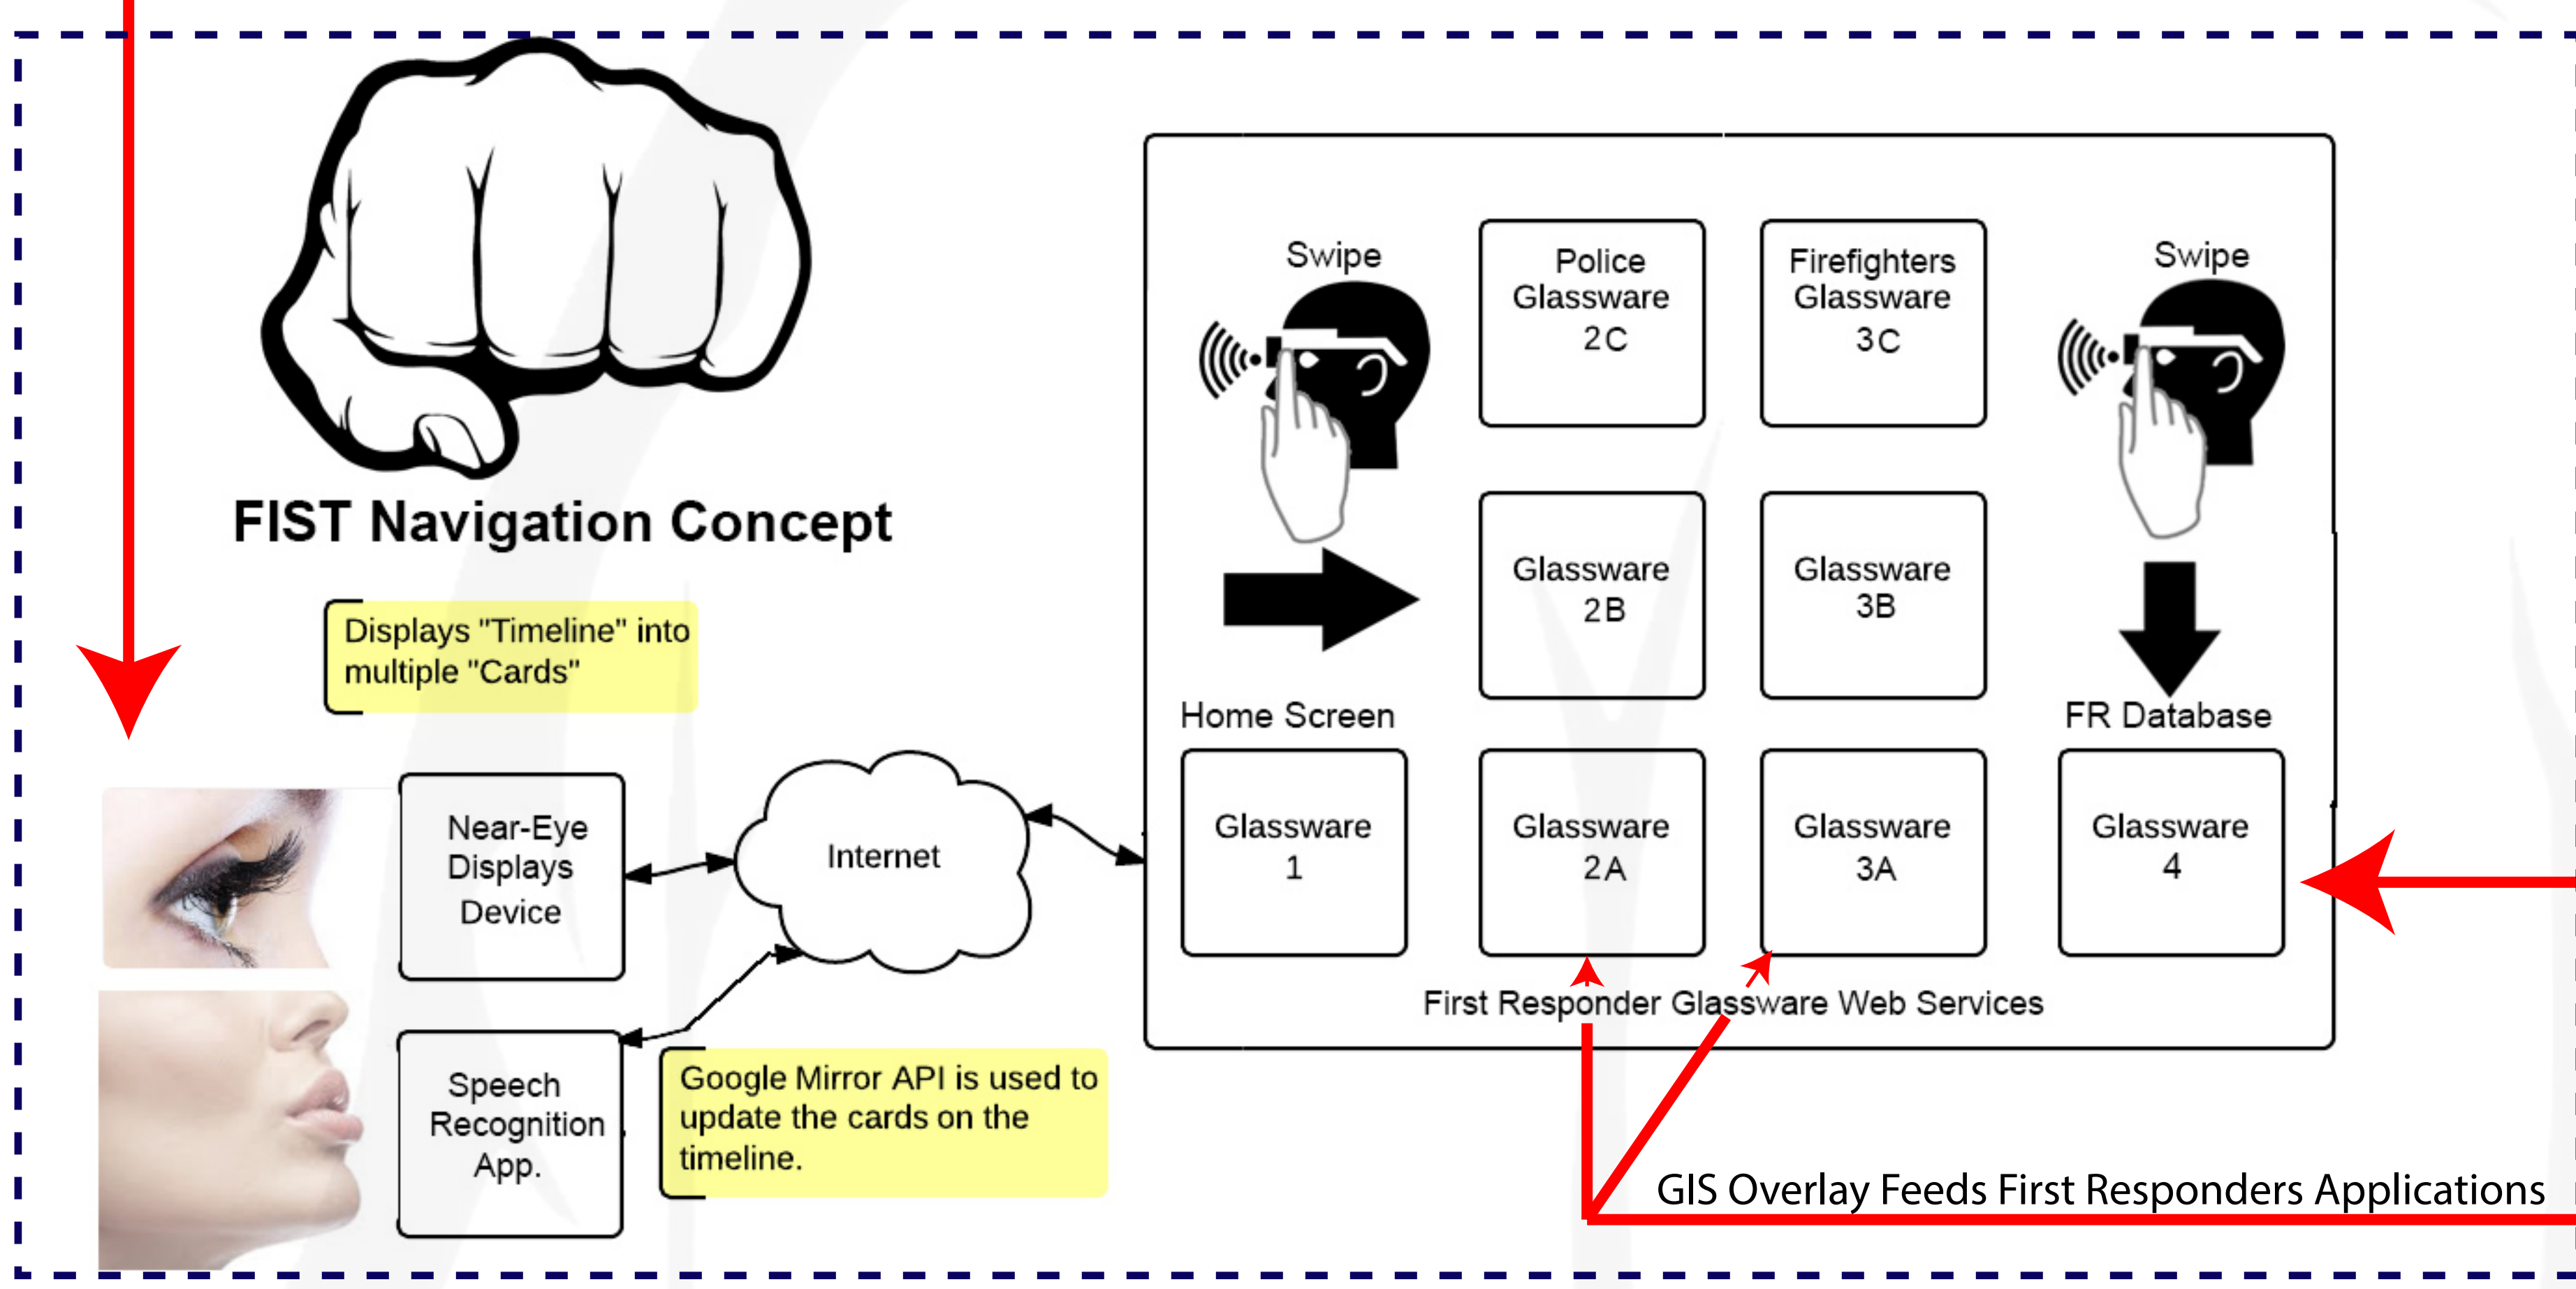 FIST Navigation Concept
Displays "Timeline" into
multiple "Cards"
Near-Eye
Displays
Device
Internet
Speech
Recognition
App.
Google Mirror API is used to
update the cards on the
timeline.
Swipe
Police
Glassware
2C
Firefighters
Glassware
3C
Swipe
Glassware
2B
Glassware
3B
Home Screen
FR Database
Glassware
1
Glassware
2A
Glassware
3A
Glassware
4
First Responder Glassware Web Services
GIS Overlay Feeds First Responders Applications